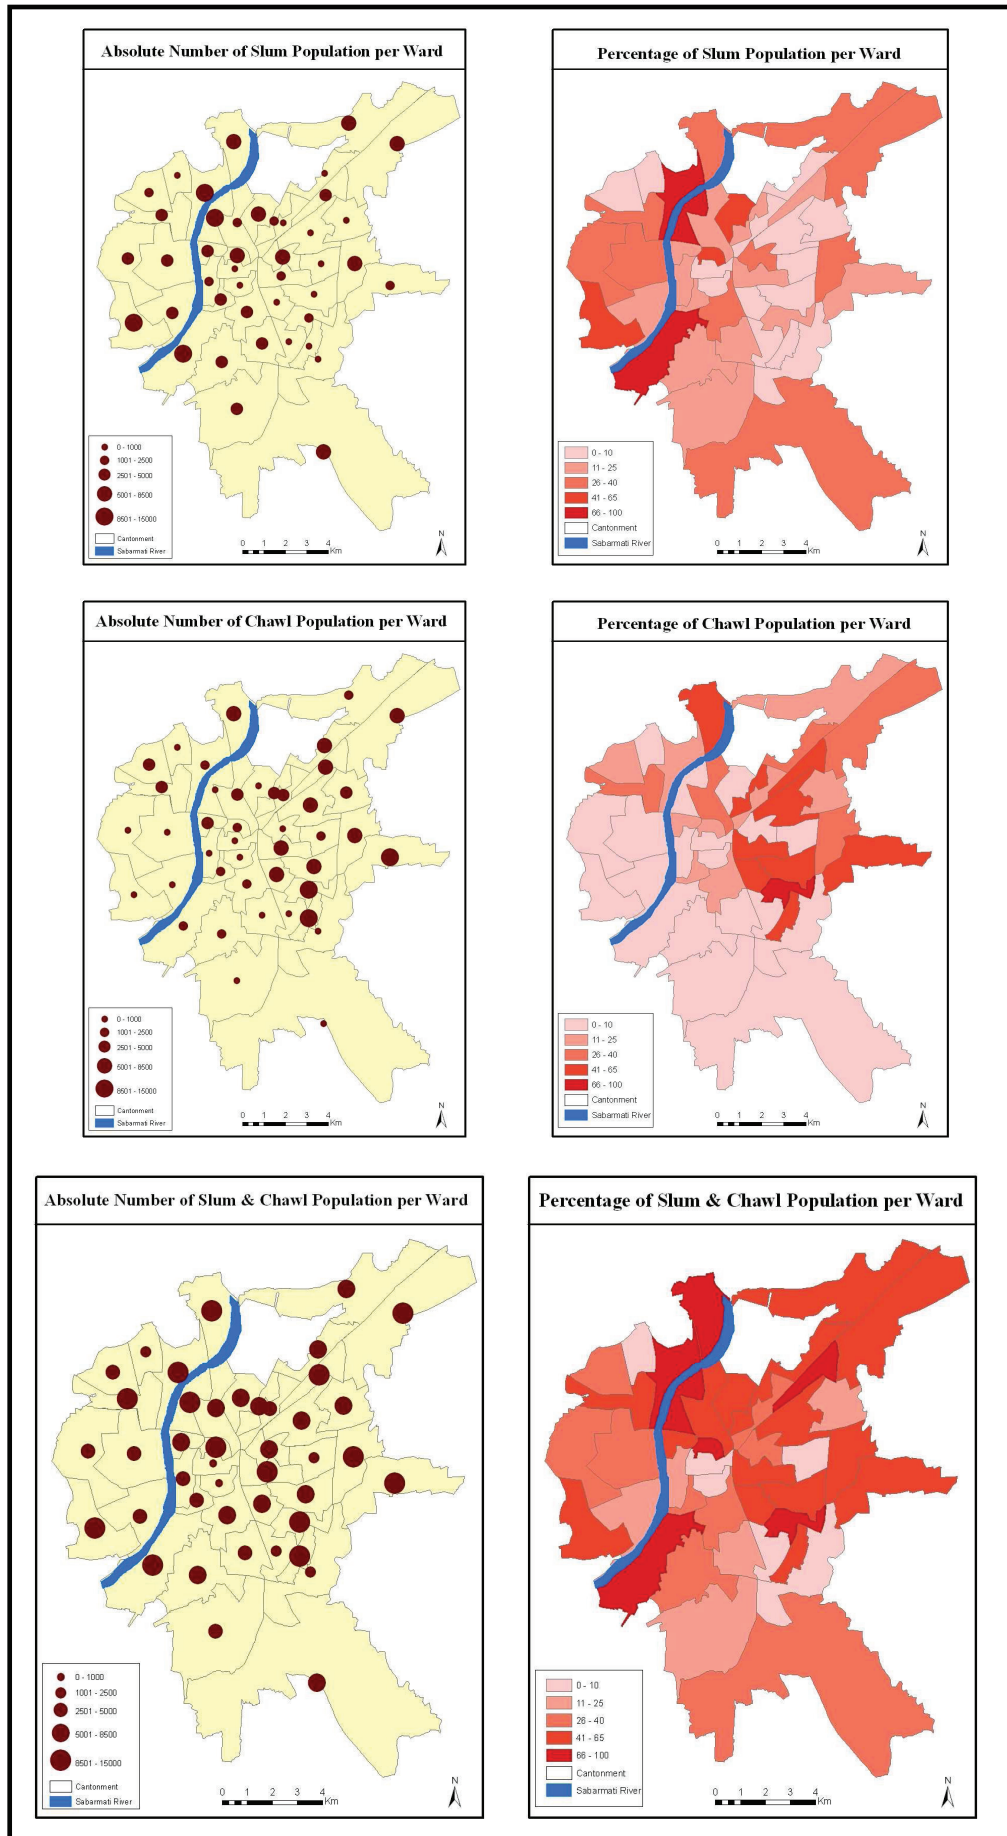 Absolute Number of Slum Population per Ward
0 - 1000
1001 - 2500
2501 - 5000
5001 - 8500
8501 - 15000
Cantonment
Sabarmati River
0 1 2 3 4
Km
N
Percentage of Slum Population per Ward
0 - 10
11 - 25
26 - 40
41 - 65
66 - 100
Cantonment
Sabarmati River
0 1 2 3 4
Km
N
Absolute Number of Chawl Population per Ward
0 - 1000
1001 - 2500
2501 - 5000
5001 - 8500
8501 - 15000
Cantonment
Sabarmati River
0 1 2 3 4
Km
N
Percentage of Chawl Population per Ward
0 - 10
11 - 25
26 - 40
41 - 65
66 - 100
Cantonment
Sabarmati River
0 1 2 3 4
Km
N
Absolute Number of Slum & Chawl Population per Ward
0 - 1000
1001 - 2500
2501 - 5000
5001 - 8500
8501 - 15000
Cantonment
Sabarmati River
0 1 2 3 4
Km
N
Percentage of Slum & Chawl Population per Ward
0 - 10
11 - 25
26 - 40
41 - 65
66 - 100
Cantonment
Sabarmati River
0 1 2 3 4
Km
N